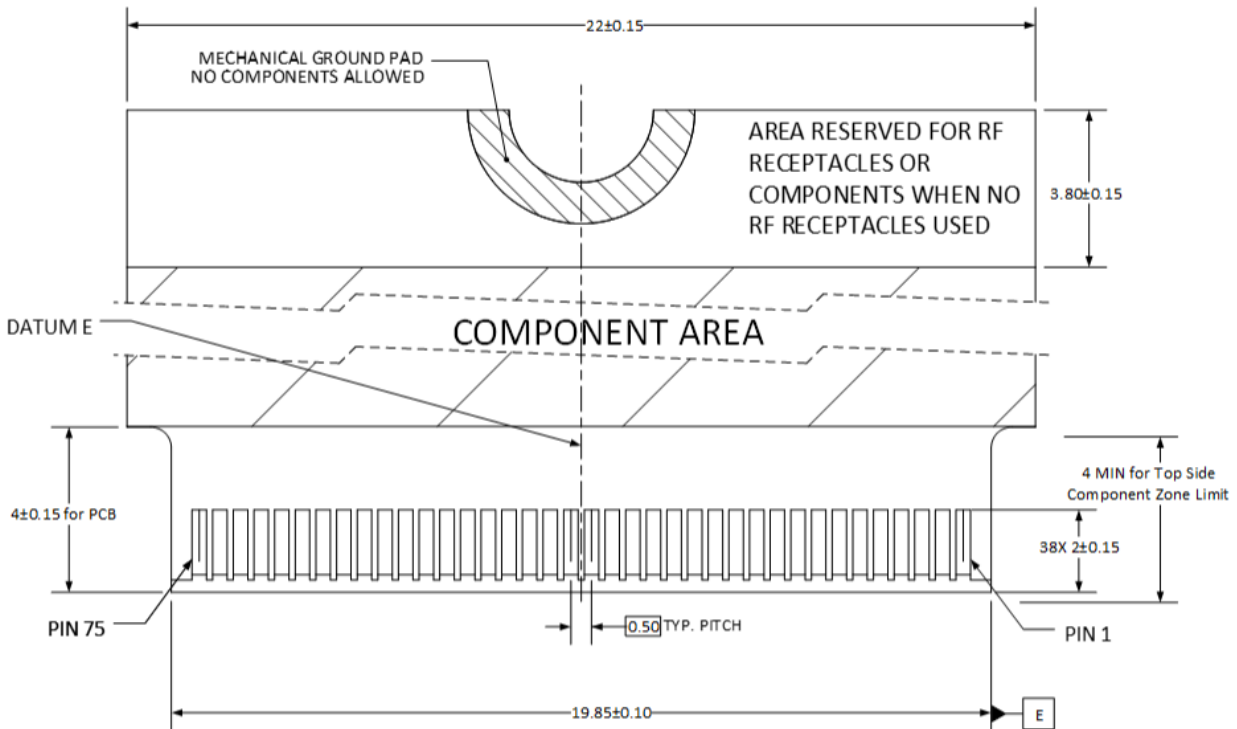 22±0.15
MECHANICAL GROUND PAD
NO COMPONENTS ALLOWED
AREA RESERVED FOR RF
RECEPTACLES OR
COMPONENTS WHEN NO
RF RECEPTACLES USED
3.80±0.15
DATUM E
COMPONENT AREA
4 MIN for Top Side
Component Zone Limit
4±0.15 for PCB
38X 2±0.15
PIN 75
0.50 TYP. PITCH
PIN 1
19.85±0.10
E